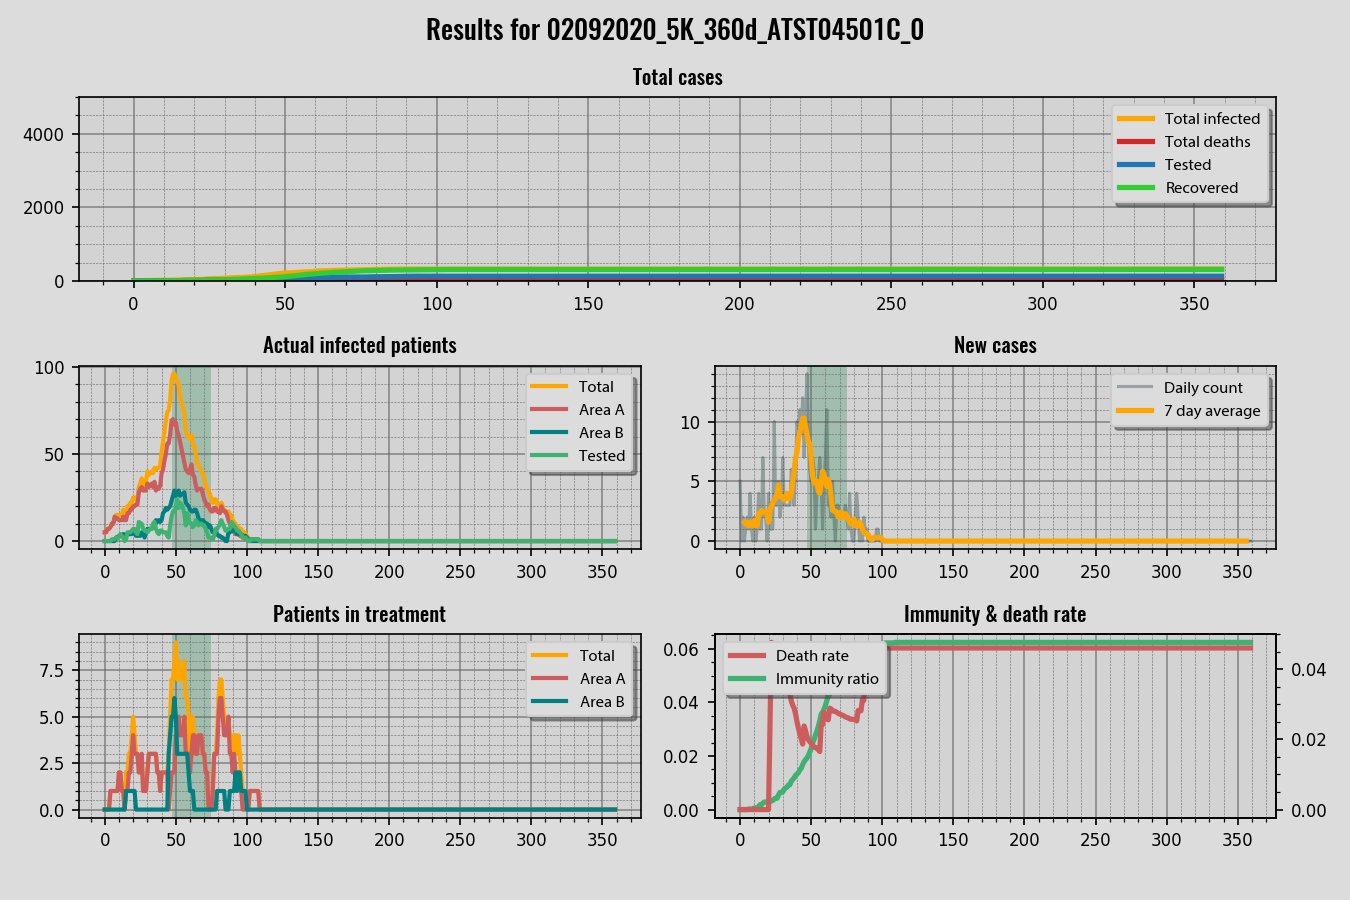 Results for 02092020_5K_360d_ATST04501C_0
Total cases
4000
2000
0
Total infected
Total deaths
Tested
Recovered
0 50 100 150 200 250 300 350
Actual infected patients
100
50
0
Total
Area A
Area B
Tested
0 50 100 150 200 250 300 350
New cases
10
5
0
Daily count
7 day average
0 50 100 150 200 250 300 350
Patients in treatment
7.5
5.0
2.5
0.0
Total
Area A
Area B
0 50 100 150 200 250 300 350
Immunity & death rate
0.06
0.04
0.02
0.00
Death rate
Immunity ratio
0.04
0.02
0.00
0 50 100 150 200 250 300 350